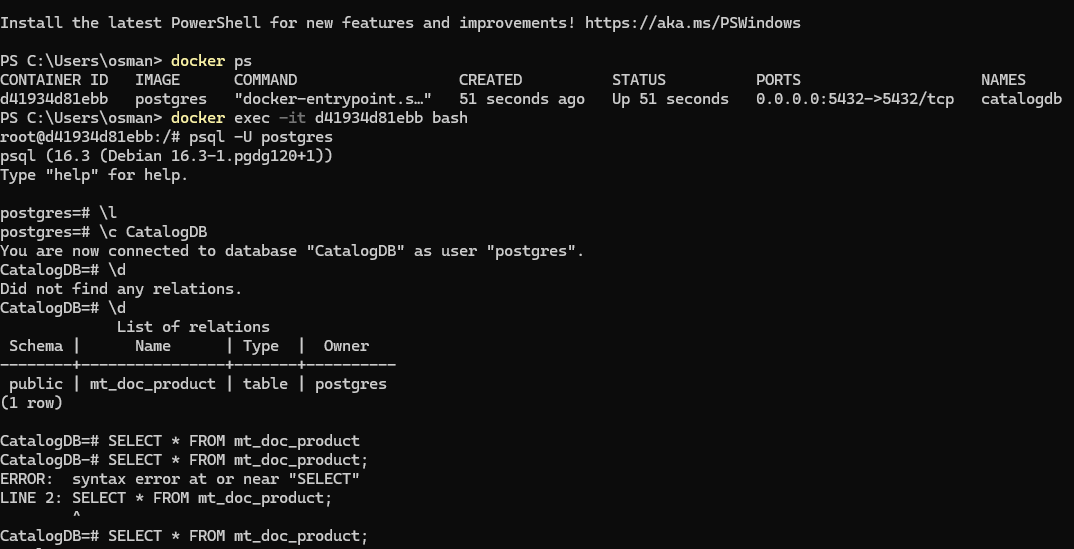 Install the latest PowerShell for new features and improvements! https://aka.ms/PSWindows
PS C:\Users\osman> docker ps
CONTAINER ID   IMAGE      COMMAND                  CREATED          STATUS          PORTS                    NAMES
d41934d81ebb   postgres   "docker-entrypoint.s…"   51 seconds ago   Up 51 seconds   0.0.0.0:5432->5432/tcp   catalogdb
PS C:\Users\osman> docker exec -it d41934d81ebb bash
root@d41934d81ebb:/# psql -U postgres
psql (16.3 (Debian 16.3-1.pgdg120+1))
Type "help" for help.
postgres=# \l
postgres=# \c CatalogDB
You are now connected to database "CatalogDB" as user "postgres".
CatalogDB=# \d
Did not find any relations.
CatalogDB=# \d
             List of relations
 Schema |      Name      | Type  |  Owner
--------+----------------+-------+----------
 public | mt_doc_product | table | postgres
(1 row)
CatalogDB=# SELECT * FROM mt_doc_product
CatalogDB-# SELECT * FROM mt_doc_product;
ERROR:  syntax error at or near "SELECT"
LINE 2: SELECT * FROM mt_doc_product;
        ^
CatalogDB=# SELECT * FROM mt_doc_product;